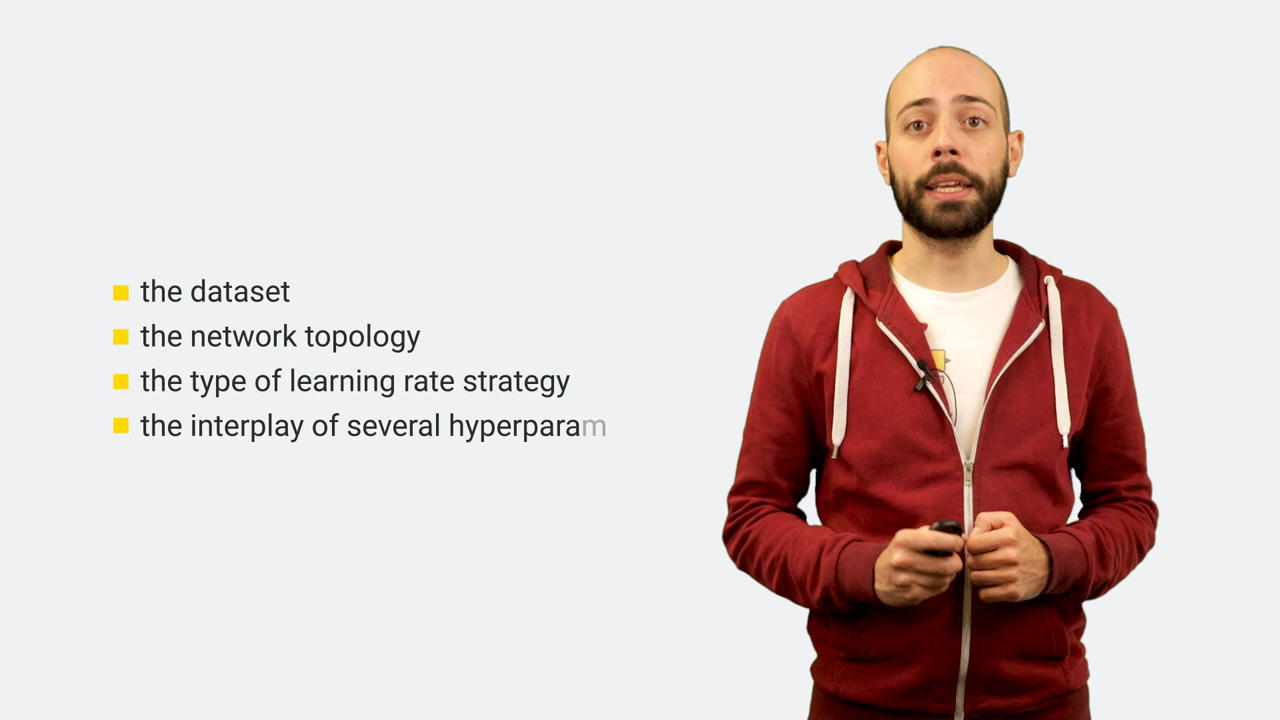 the dataset
the network topology
the type of learning rate strategy
the interplay of several hyperparam